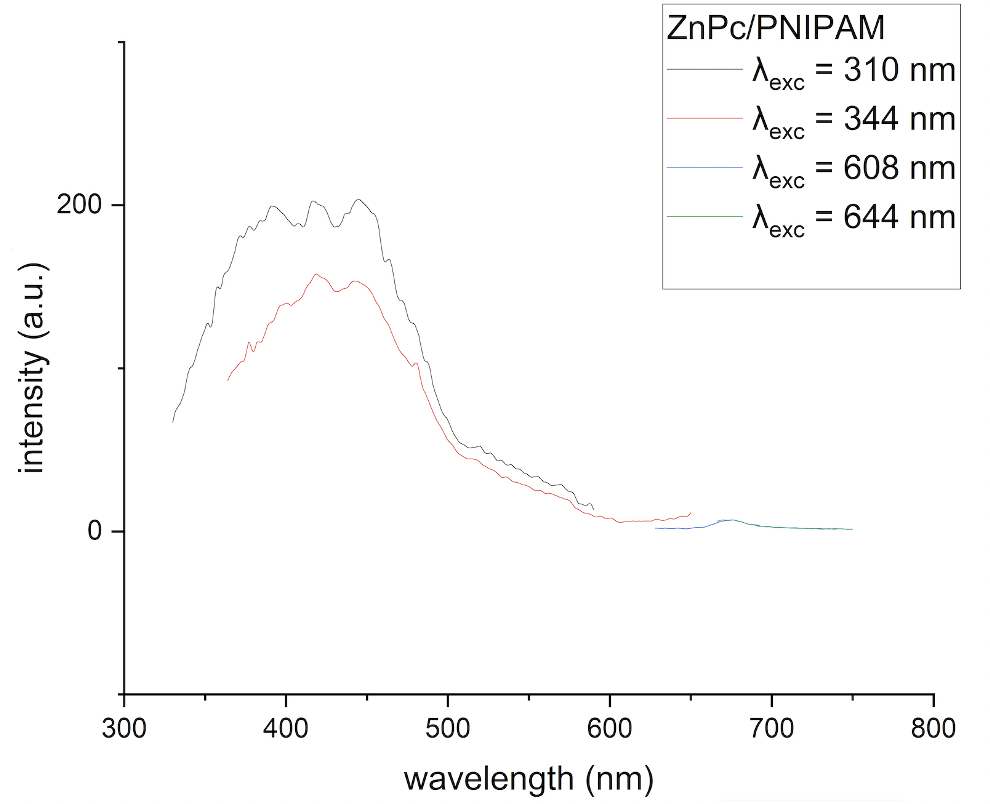 ZnPc/PNIPAM
λexc = 310 nm
λexc = 344 nm
λexc = 608 nm
λexc = 644 nm
200
0
intensity (a.u.)
300 400 500 600 700 800
wavelength (nm)